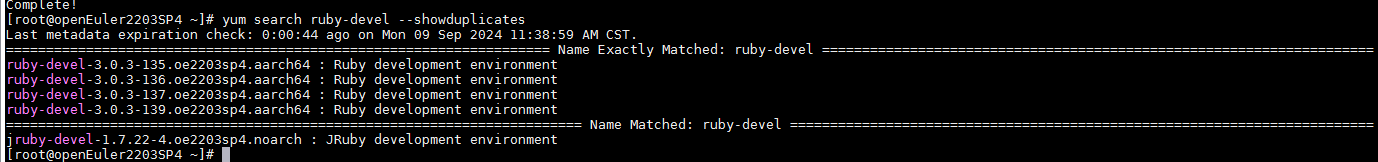 Complete!
[root@openEuler2203SP4 ~]# yum search ruby-devel --showduplicates
Last metadata expiration check: 0:00:44 ago on Mon 09 Sep 2024 11:38:59 AM CST.
==================================================================== Name Exactly Matched: ruby-devel =====================================================================
ruby-devel-3.0.3-135.oe2203sp4.aarch64 : Ruby development environment
ruby-devel-3.0.3-136.oe2203sp4.aarch64 : Ruby development environment
ruby-devel-3.0.3-137.oe2203sp4.aarch64 : Ruby development environment
ruby-devel-3.0.3-139.oe2203sp4.aarch64 : Ruby development environment
======================================================================== Name Matched: ruby-devel =========================================================================
jruby-devel-1.7.22-4.oe2203sp4.noarch : JRuby development environment
[root@openEuler2203SP4 ~]#